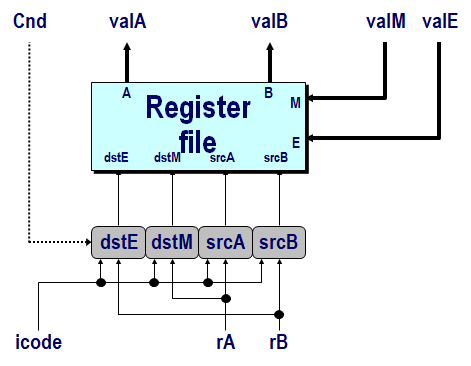 Cnd valA valB valM valE
A B
M
Register
file
E
dstE dstM srcA srcB
dstE dstM srcA srcB
icode rA rB